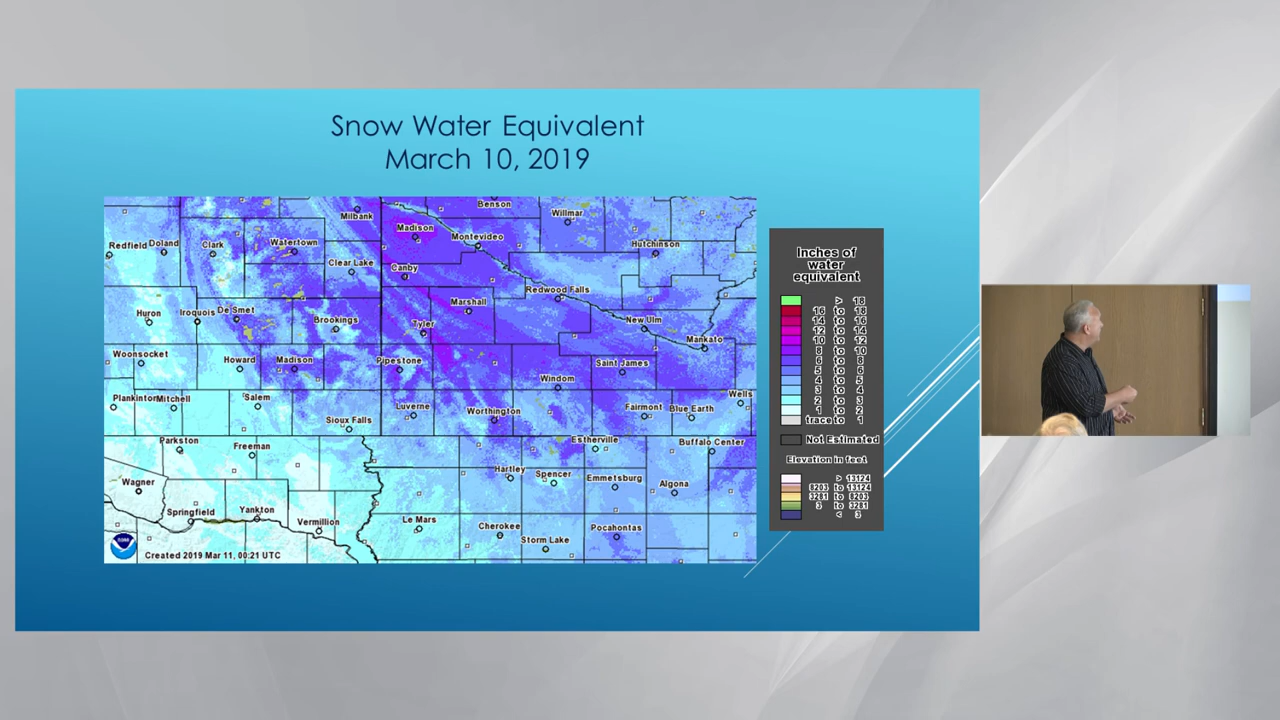 Snow Water Equivalent
March 10, 2019
Benson
Milbank
Willmar
Madison
Montevideo
Redfield Doland
Clark
Watertown
Hutchinson
Clear Lake
Canby
Redwood Falls
Marshall
Huron
Iroquois De Smet
Brookings
Tyler
New Ulm
Mankato
Woonsocket
Howard
Madison
Pipestone
Saint James
Windom
Plankinton Mitchell
Salem
Luverne
Worthington
Fairmont
Blue Earth
Wells
Sioux Falls
Parkston
Freeman
Estherville
Buffalo Center
Wagner
Hartley
Spencer
Emmetsburg
Algona
Springfield
Yankton
Vermillion
Le Mars
Cherokee
Pocahontas
Storm Lake
Created 2019 Mar 11, 00:21 UTC
Inches of
water
equivalent
> 18
16 to 18
14 to 16
12 to 14
10 to 12
8 to 10
6 to 8
5 to 6
4 to 5
3 to 4
2 to 3
1 to 2
trace to 1
Not Estimated
Elevation in feet
> 13124
8203 to 13124
3281 to 8203
3 to 3281
< 3